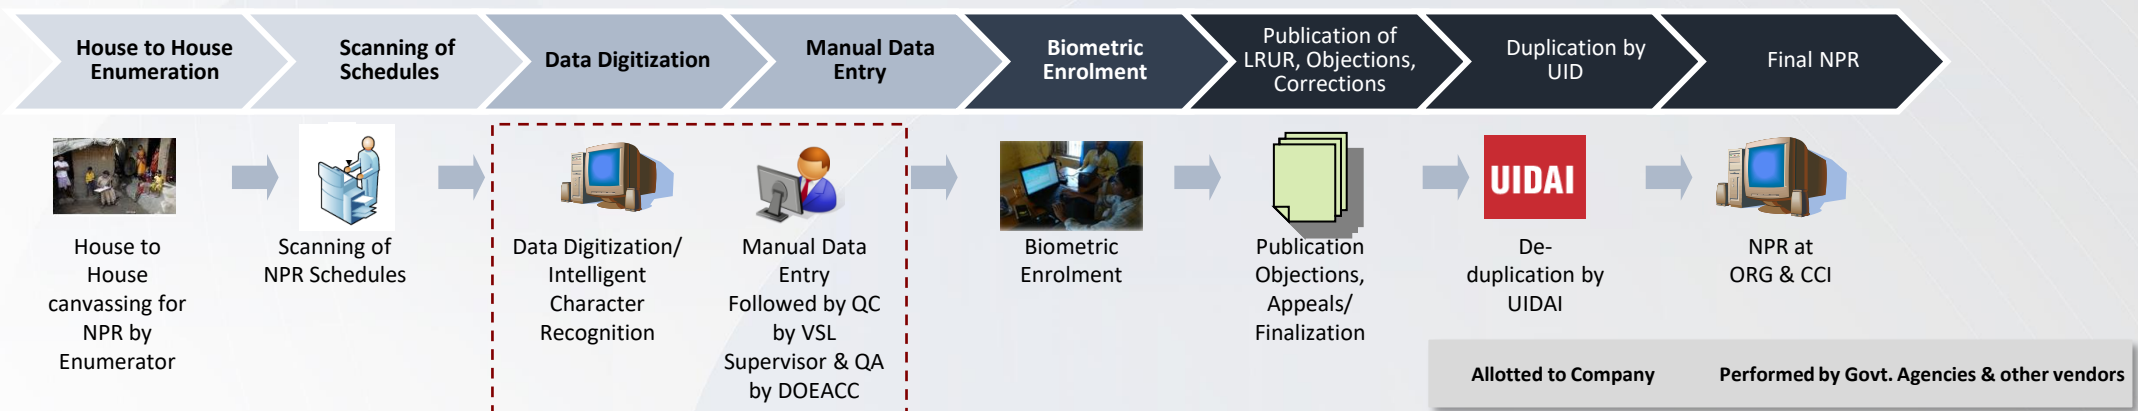 House to House
Enumeration
Scanning of
Schedules
Data Digitization
Manual Data
Entry
Biometric
Enrolment
Publication of
LRUR, Objections,
Corrections
Duplication by
UID
Final NPR
House to
House
canvassing for
NPR by
Enumerator
Scanning of
NPR Schedules
Data Digitization/
Intelligent
Character
Recognition
Manual Data
Entry
Followed by QC
by VSL
Supervisor & QA
by DOEACC
Biometric
Enrolment
Publication
Objections,
Appeals/
Finalization
UIDAI
De-
duplication by
UIDAI
NPR at
ORG & CCI
Allotted to Company
Performed by Govt. Agencies & other vendors